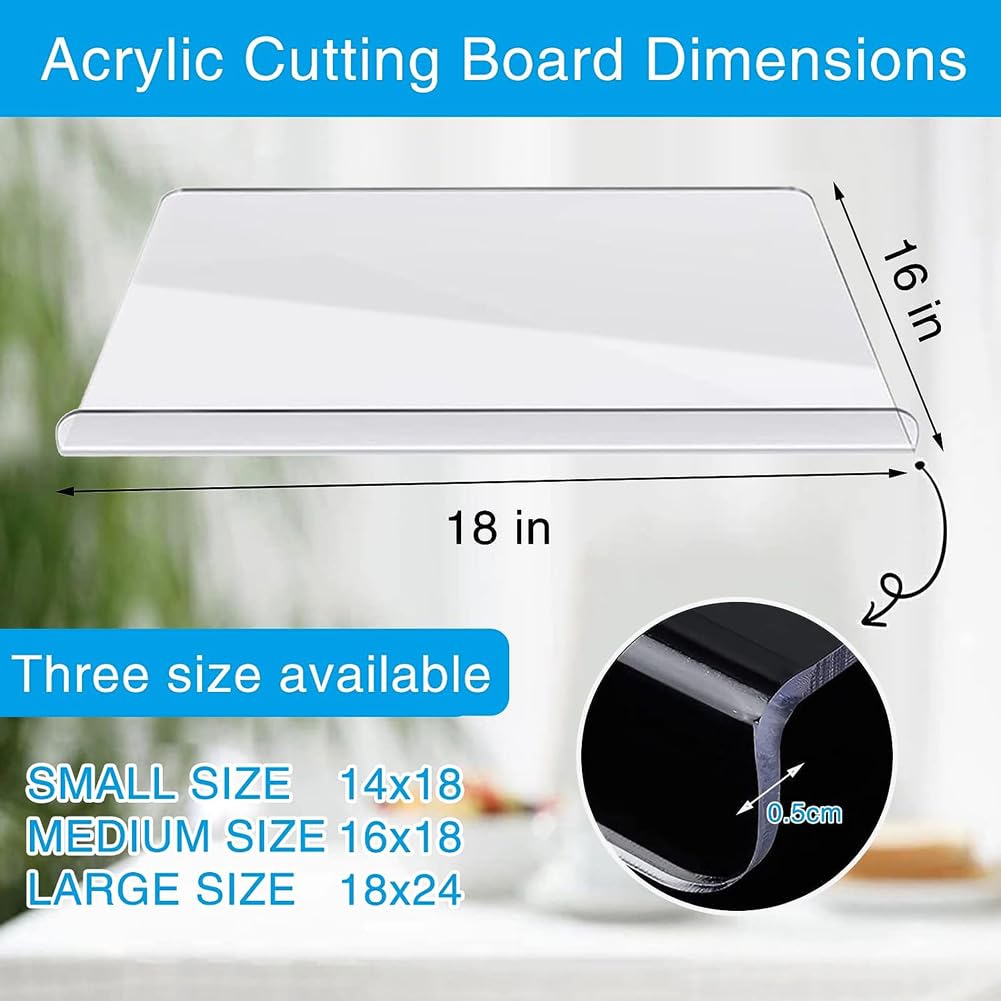 Acrylic Cutting Board Dimensions
16 in
18 in
Three size available
SMALL SIZE 14x18
MEDIUM SIZE 16x18
LARGE SIZE 18x24
0.5cm